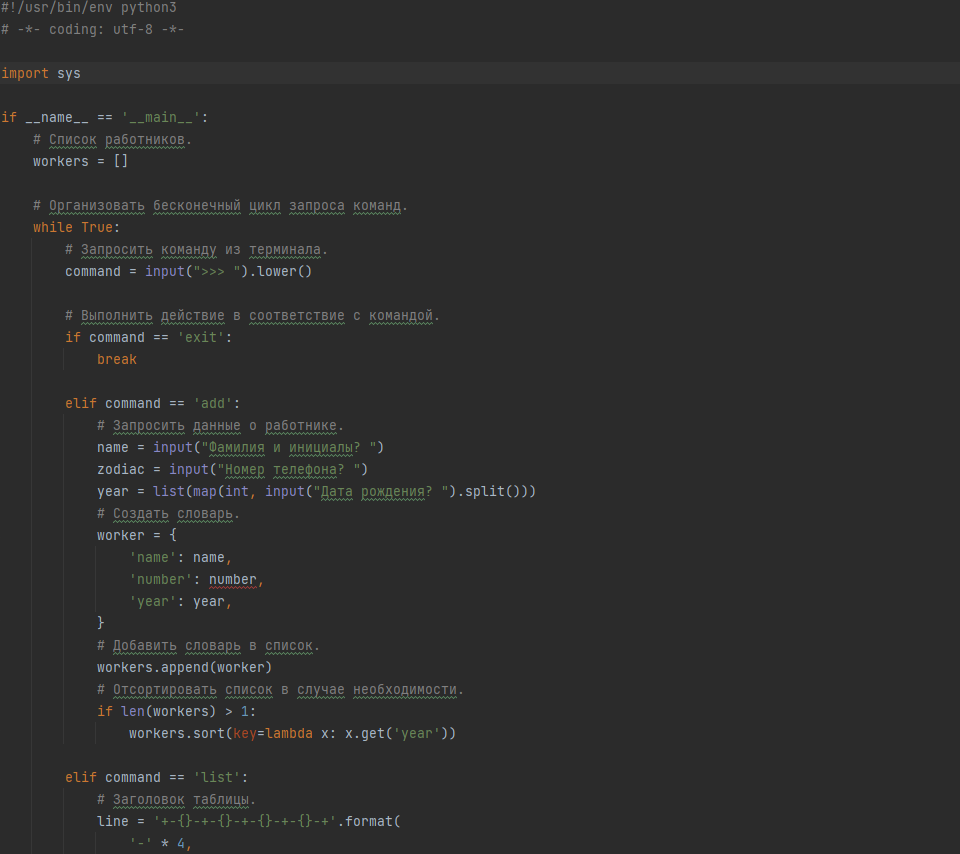 #!/usr/bin/env python3
# -*- coding: utf-8 -*-
import sys
if __name__ == '__main__':
# Список работников.
workers = []
# Организовать бесконечный цикл запроса команд.
while True:
# Запросить команду из терминала.
command = input(">>> ").lower()
# Выполнить действие в соответствие с командой.
if command == 'exit':
break
elif command == 'add':
# Запросить данные о работнике.
name = input("Фамилия и инициалы? ")
zodiac = input("Номер телефона? ")
year = list(map(int, input("Дата рождения? ").split()))
# Создать словарь.
worker = {
'name': name,
'number': number,
'year': year,
}
# Добавить словарь в список.
workers.append(worker)
# Отсортировать список в случае необходимости.
if len(workers) > 1:
workers.sort(key=lambda x: x.get('year'))
elif command == 'list':
# Заголовок таблицы.
line = '+-{}-+-{}-+-{}-+-{}-+'.format(
'-' * 4,